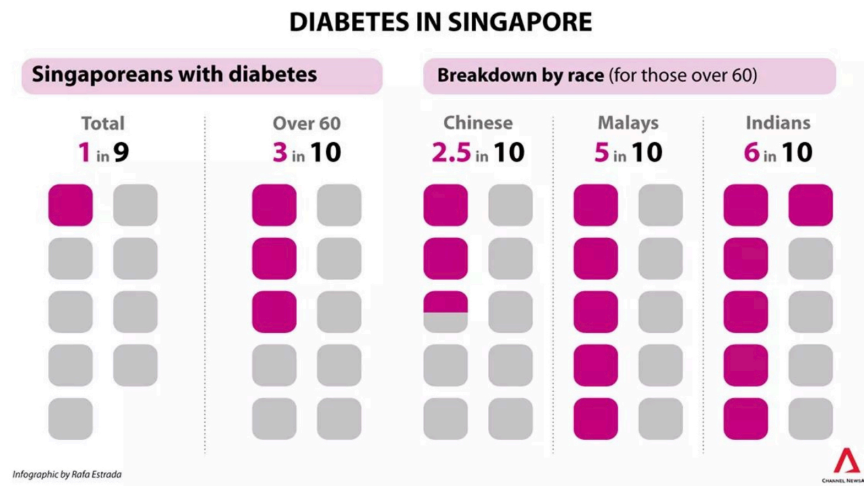 DIABETES IN SINGAPORE
Singaporeans with diabetes
Total
1 in 9
Over 60
3 in 10
Breakdown by race (for those over 60)
Chinese
2.5 in 10
Malays
5 in 10
Indians
6 in 10
Infographic by Rafa Estrada
CHANNEL